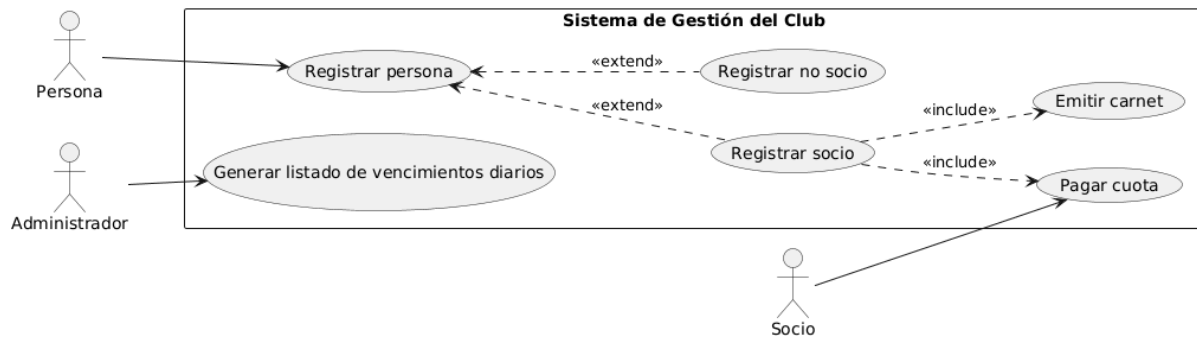 Sistema de Gestión del Club
Persona
Registrar persona
«extend»
Registrar no socio
«extend»
Registrar socio
«include»
Emitir carnet
«include»
Pagar cuota
Administrador
Generar listado de vencimientos diarios
Socio